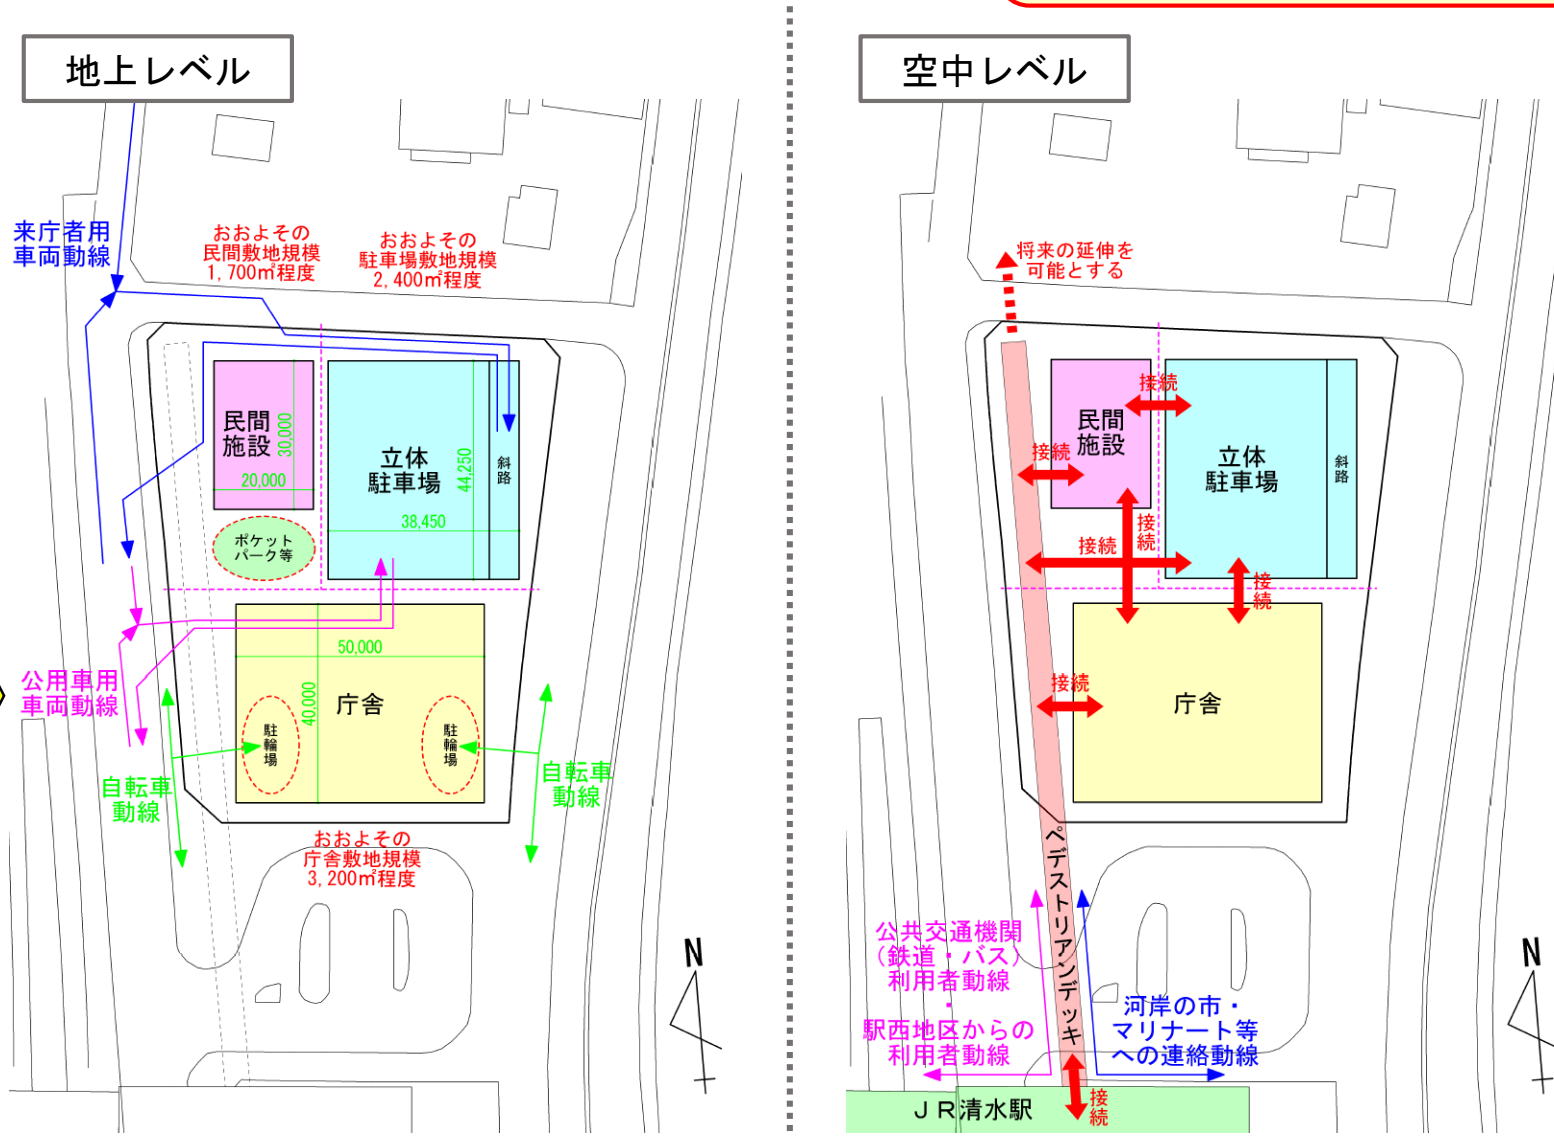 地上レベル
来庁者用
車両動線
おおよその
民間敷地規模
1,700㎡程度
おおよその
駐車場敷地規模
2,400㎡程度
民間
施設
30,000
20,000
立体
駐車場
44,250
38,450
斜路
ポケット
パーク等
公用車用
車両動線
50,000
40,000
庁舎
駐輪場
駐輪場
自転車
動線
自転車
動線
おおよその
庁舎敷地規模
3,200㎡程度
N
空中レベル
将来の延伸を
可能とする
接続
民間
施設
接続
立体
駐車場
斜路
接続
接続
接続
接続
庁舎
ペデストリアンデッキ
公共交通機関
（鉄道・バス）
利用者動線
・
駅西地区からの
利用者動線
河岸の市・
マリナート等
への連絡動線
接続
ＪＲ清水駅
N